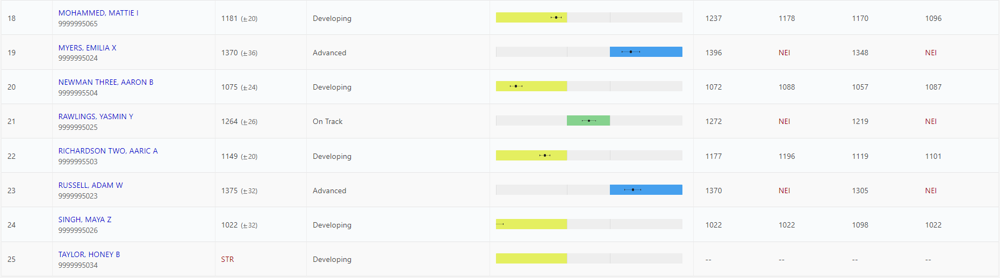 18 MOHAMMED, MATTIE I 1181 (±20) Developing 1237 1178 1170 1096
9999995065
19 MYERS, EMILIA X 1370 (±36) Advanced 1396 NEI 1348 NEI
9999995024
20 NEWMAN THREE, AARON B 1075 (±24) Developing 1072 1088 1057 1087
9999995504
21 RAWLINGS, YASMIN Y 1264 (±26) On Track 1272 NEI 1219 NEI
9999995025
22 RICHARDSON TWO, AARIC A 1149 (±20) Developing 1177 1196 1119 1101
9999995503
23 RUSSELL, ADAM W 1375 (±32) Advanced 1370 NEI 1305 NEI
9999995023
24 SINGH, MAYA Z 1022 (±32) Developing 1022 1022 1098 1022
9999995026
25 TAYLOR, HONEY B STR Developing -- -- -- --
9999995034